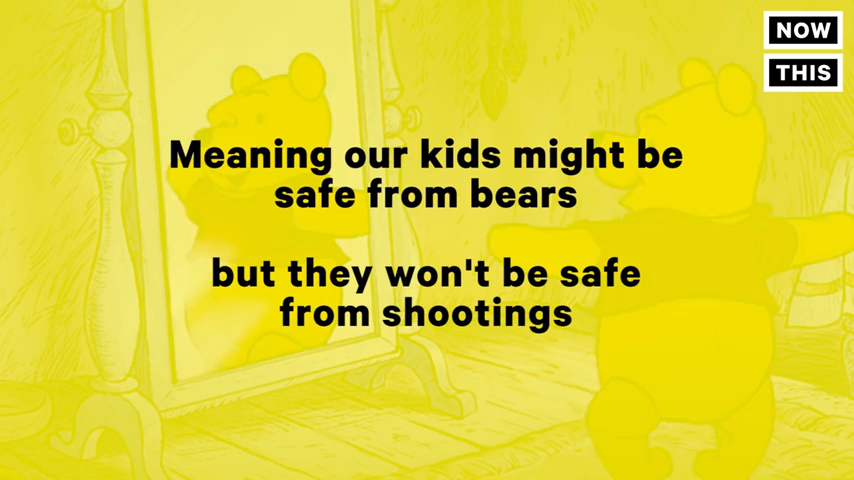 NOW
THIS
Meaning our kids might be
safe from bears
but they won't be safe
from shootings